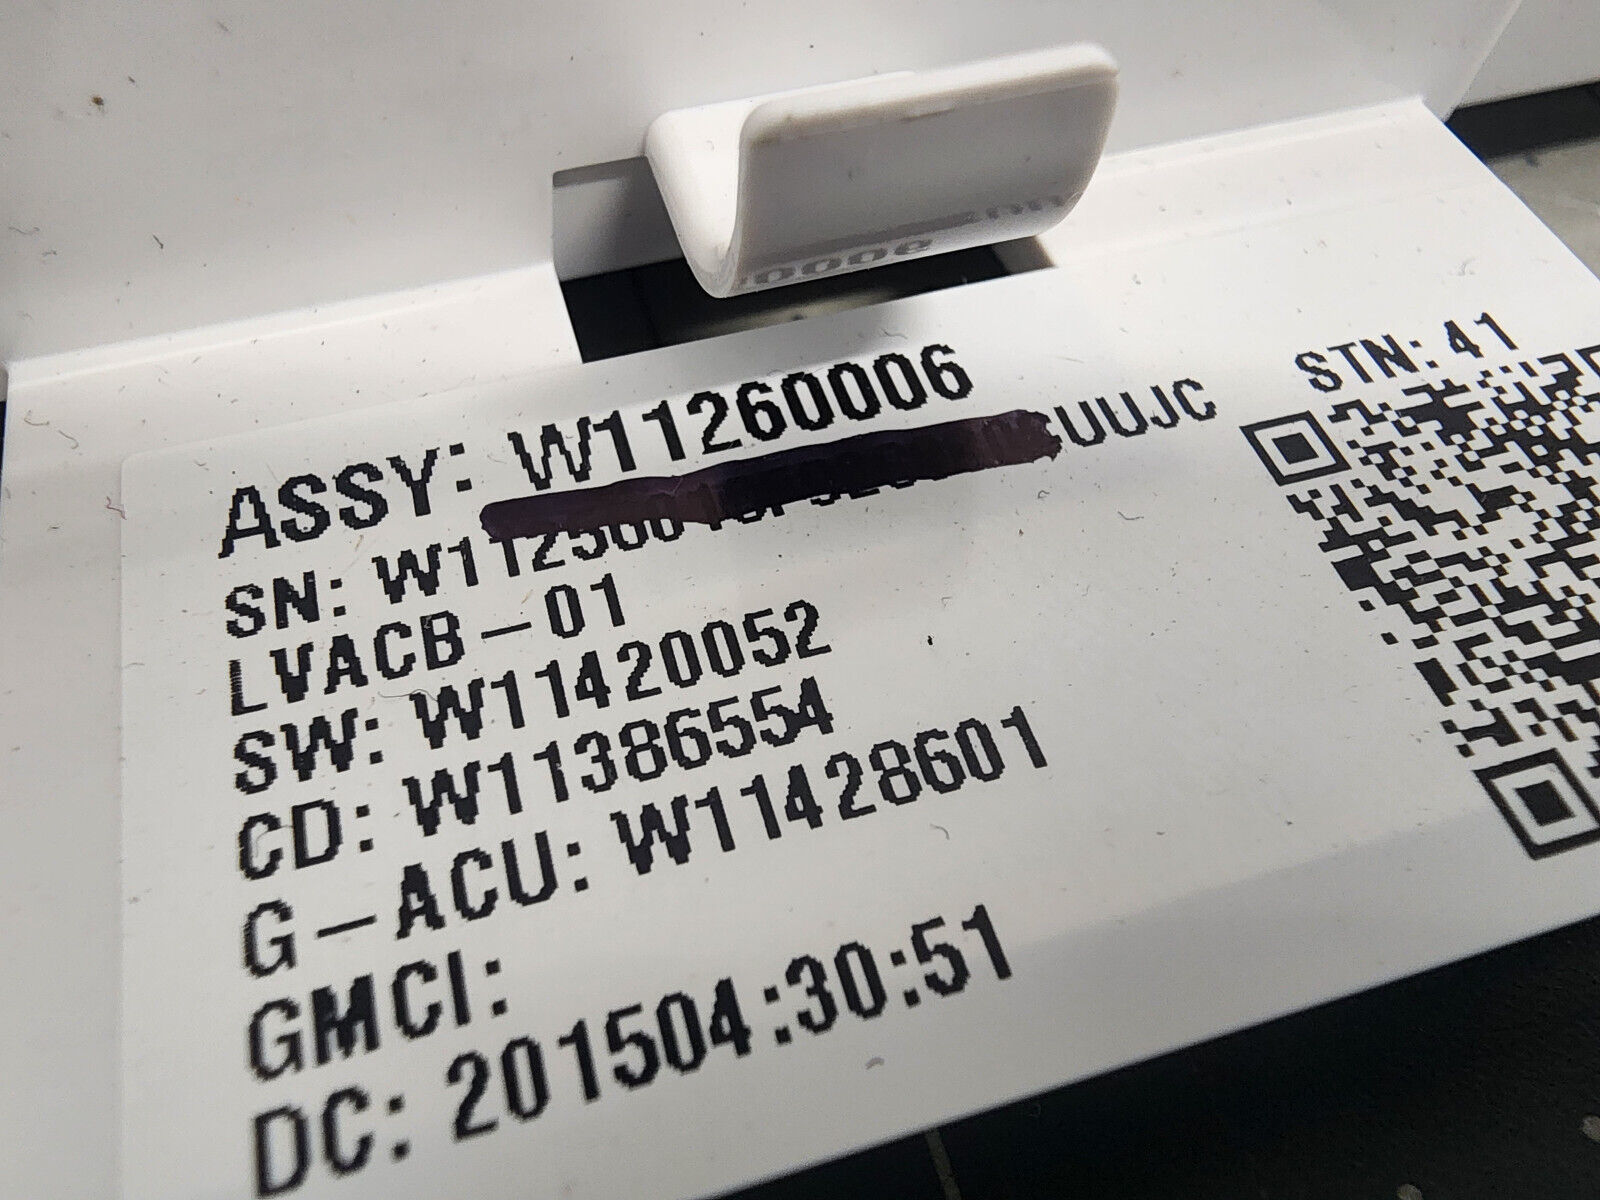 ASSY: W11260006
STN: 41
SN:
LVACB-01
SW: W11420052
CD: W11386554
G-ACU: W11428601
GMCI:
DC: 201504:30:51